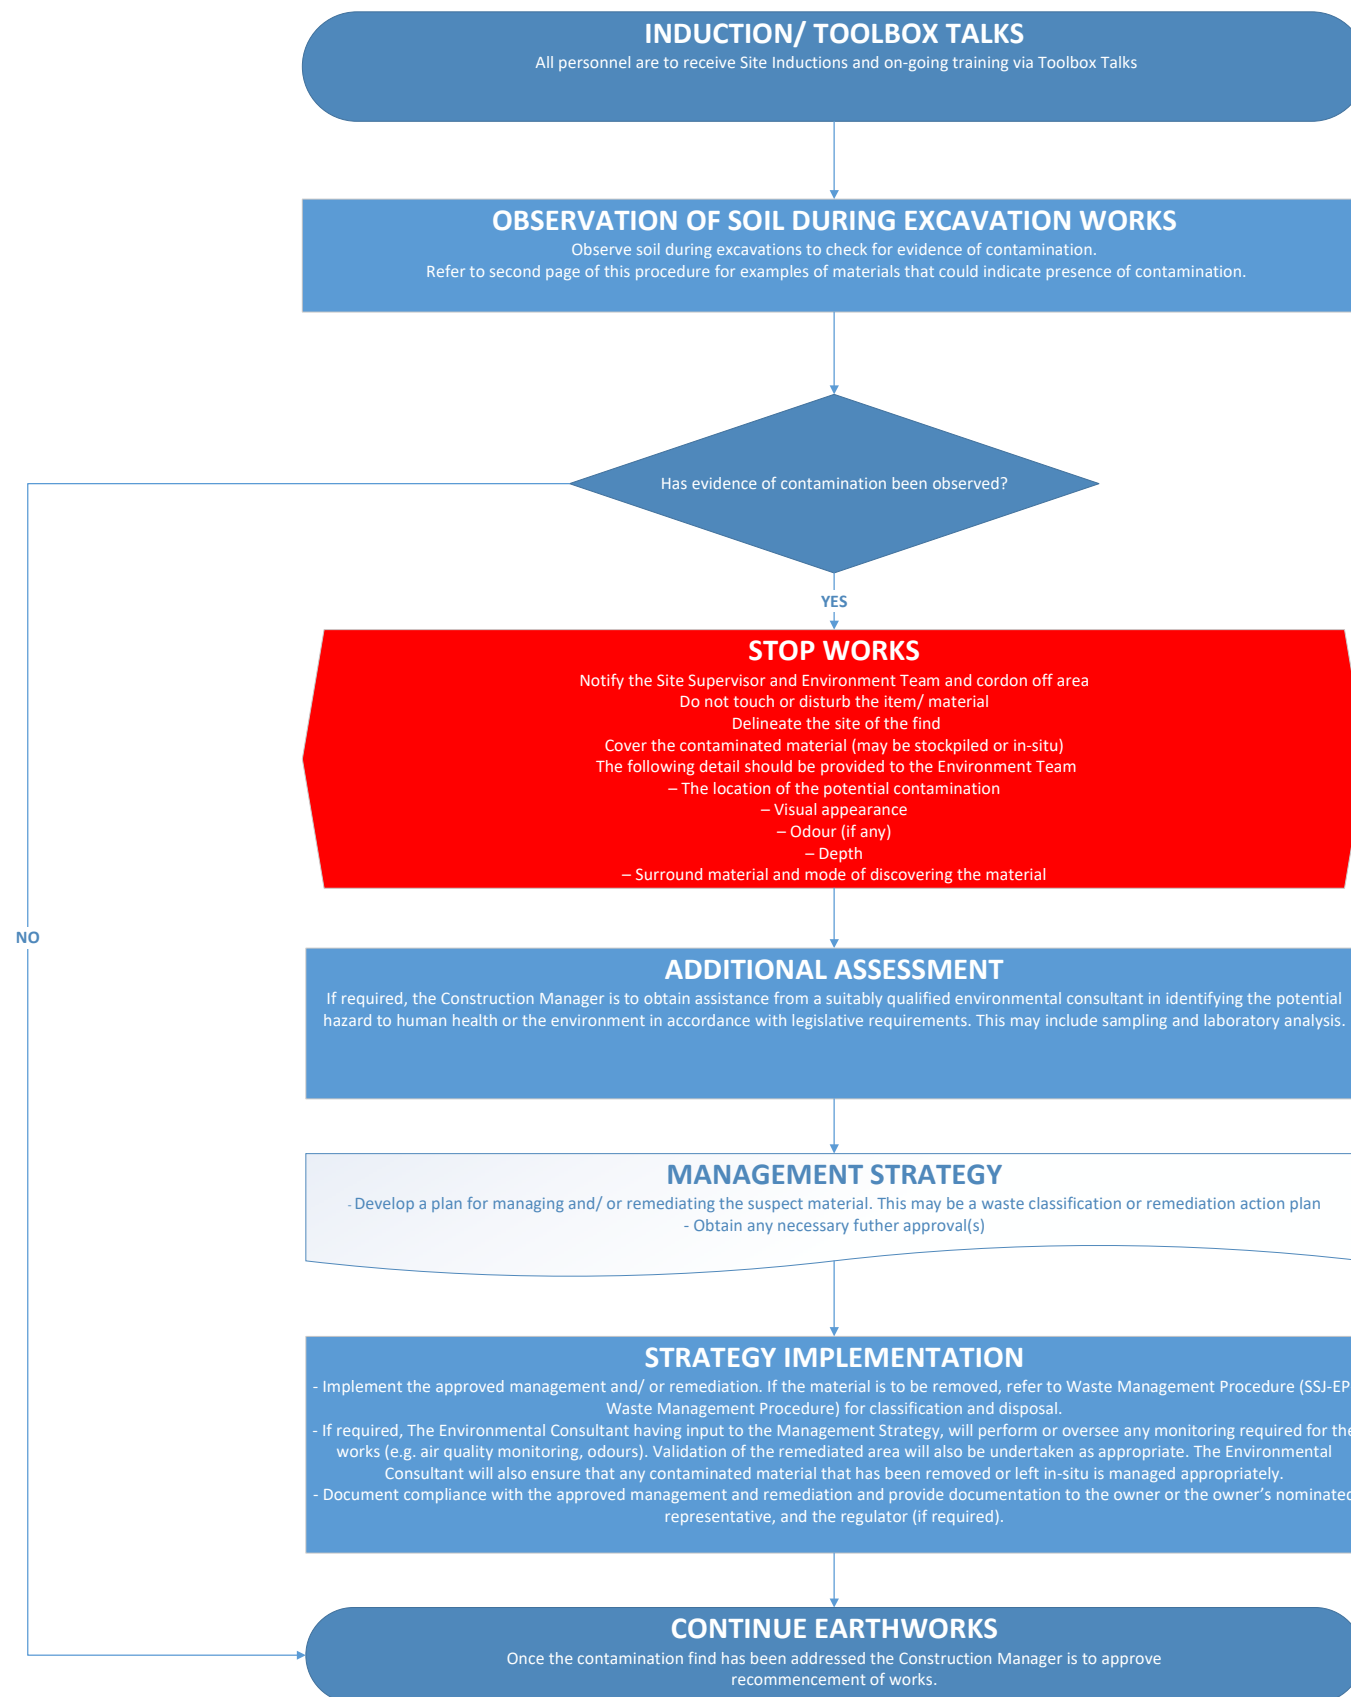 INDUCTION/ TOOLBOX TALKS
All personnel are to receive Site Inductions and on-going training via Toolbox Talks
OBSERVATION OF SOIL DURING EXCAVATION WORKS
Observe soil during excavations to check for evidence of contamination.
Refer to second page of this procedure for examples of materials that could indicate presence of contamination.
Has evidence of contamination been observed?
YES
STOP WORKS
Notify the Site Supervisor and Environment Team and cordon off area
Do not touch or disturb the item/ material
Delineate the site of the find
Cover the contaminated material (may be stockpiled or in-situ)
The following detail should be provided to the Environment Team
– The location of the potential contamination
– Visual appearance
– Odour (if any)
– Depth
– Surround material and mode of discovering the material
NO
ADDITIONAL ASSESSMENT
If required, the Construction Manager is to obtain assistance from a suitably qualified environmental consultant in identifying the potential
hazard to human health or the environment in accordance with legislative requirements. This may include sampling and laboratory analysis.
MANAGEMENT STRATEGY
- Develop a plan for managing and/ or remediating the suspect material. This may be a waste classification or remediation action plan
- Obtain any necessary futher approval(s)
STRATEGY IMPLEMENTATION
- Implement the approved management and/ or remediation. If the material is to be removed, refer to Waste Management Procedure (SSJ-EP
Waste Management Procedure) for classification and disposal.
- If required, The Environmental Consultant having input to the Management Strategy, will perform or oversee any monitoring required for the
works (e.g. air quality monitoring, odours). Validation of the remediated area will also be undertaken as appropriate. The Environmental
Consultant will also ensure that any contaminated material that has been removed or left in-situ is managed appropriately.
- Document compliance with the approved management and remediation and provide documentation to the owner or the owner's nominated
representative, and the regulator (if required).
CONTINUE EARTHWORKS
Once the contamination find has been addressed the Construction Manager is to approve
recommencement of works.